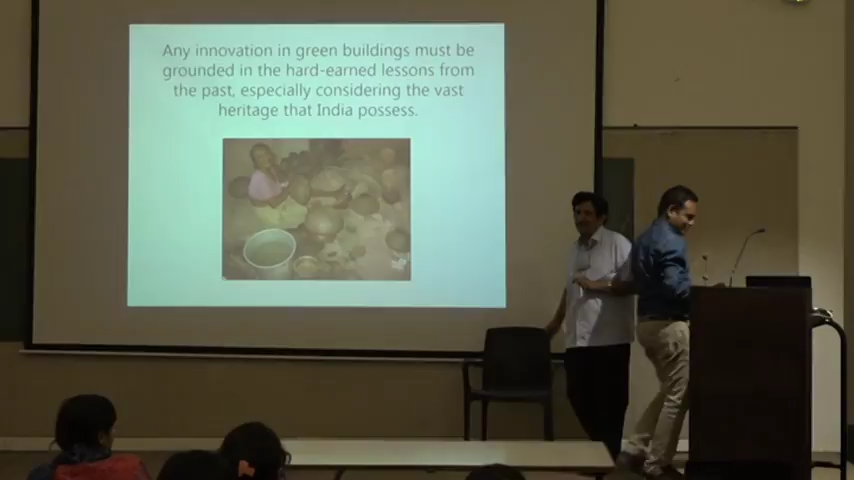 Any innovation in green buildings must be
grounded in the hard-earned lessons from
the past, especially considering the vast
heritage that India possess.